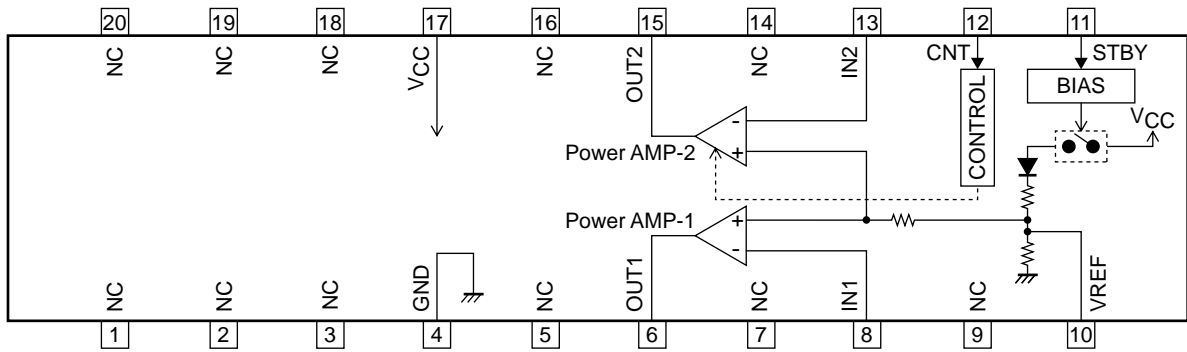 20 19 18 17 16 15 14 13 12 11
NC NC NC VCC NC OUT2 NC IN2 CNT STBY
BIAS
VCC
CONTROL
-
+
Power AMP-2
Power AMP-1
+
-
NC NC NC GND NC OUT1 NC IN1 NC VREF
1 2 3 4 5 6 7 8 9 10